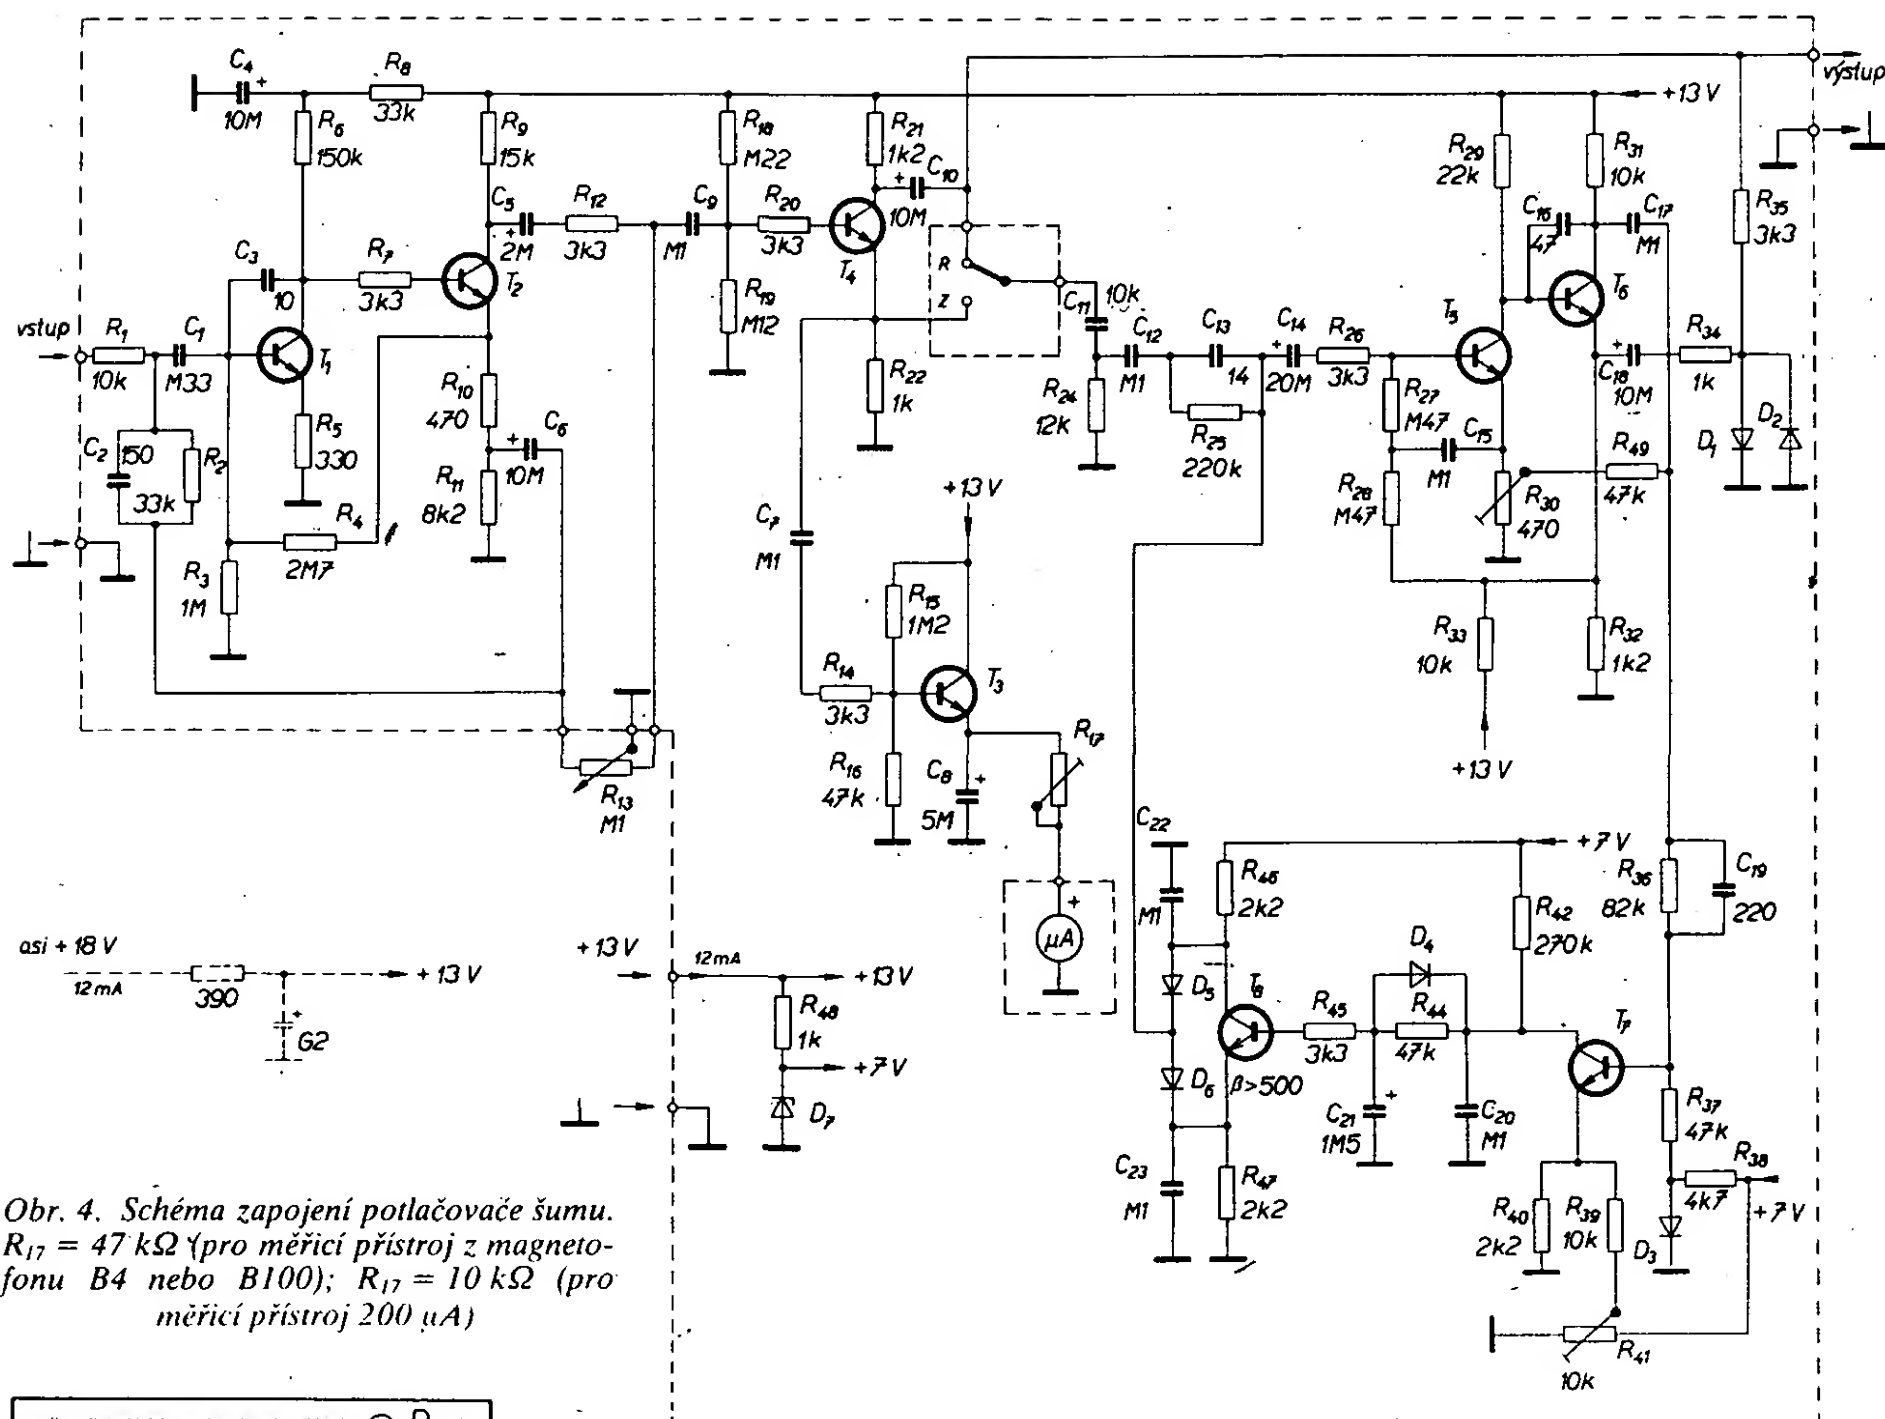 C4 +
10M
R8
33k
R6
150k
R9
15k
R18
M22
R21
1k2
C10
+
10M
+13 V
výstup
R29
22k
R31
10k
C16
47
C17
M1
R35
3k3
C3
10
R7
3k3
T2
C5
+
2M
R12
3k3
C9
M1
R20
3k3
T4
R19
M12
R
Z
C11
10k
C12
M1
C13
14
C14
+
20M
R26
3k3
T5
T6
R34
1k
C18
+
10M
vstup
R1
10k
C1
M33
T1
R10
470
R5
330
C2
150
R2
33k
R4
2M7
R3
1M
R11
8k2
C6
+
10M
R22
1k
R24
12k
R25
220k
R27
M47
C15
M1
R28
M47
R30
470
R49
47k
D1
D2
C7
M1
+13 V
R15
1M2
R14
3k3
T3
R33
10k
R32
1k2
+13 V
R13
M1
R16
47k
C8
+
5M
R17
C22
M1
+
µA
R46
2k2
+7 V
R42
270k
R36
82k
C19
220
asi + 18 V
12mA
390
+
G2
+ 13 V
+ 13 V
12mA
+13 V
R48
1k
+7 V
D7
D5
D6
T8
β>500
R45
3k3
D4
R44
47k
T7
C21
+
1M5
C20
M1
R37
47k
R38
4k7
+7 V
C23
M1
R47
2k2
R40
2k2
R39
10k
D3
R41
10k
Obr. 4. Schéma zapojení potlačovače šumu.
R17 = 47 kΩ (pro měřicí přístroj z magneto-
fonu B4 nebo B100); R17 = 10 kΩ (pro
měřicí přístroj 200 µA)